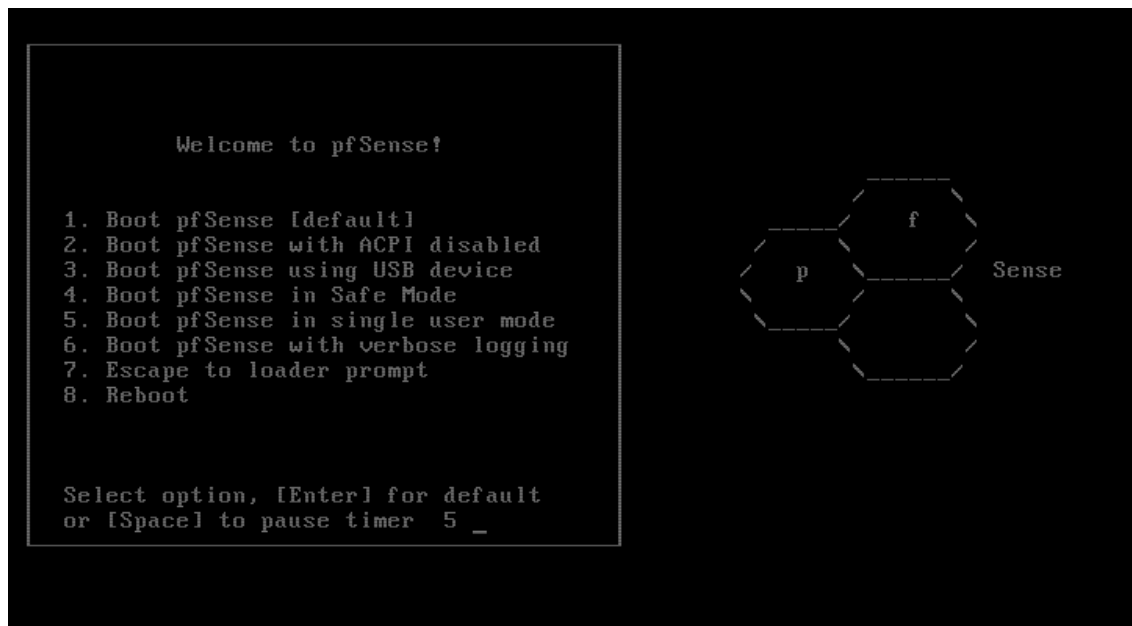 Welcome to pfSense!
1. Boot pfSense [default]
2. Boot pfSense with ACPI disabled
3. Boot pfSense using USB device
4. Boot pfSense in Safe Mode
5. Boot pfSense in single user mode
6. Boot pfSense with verbose logging
7. Escape to loader prompt
8. Reboot
Select option, [Enter] for default
or [Space] to pause timer 5 _
f
p
Sense